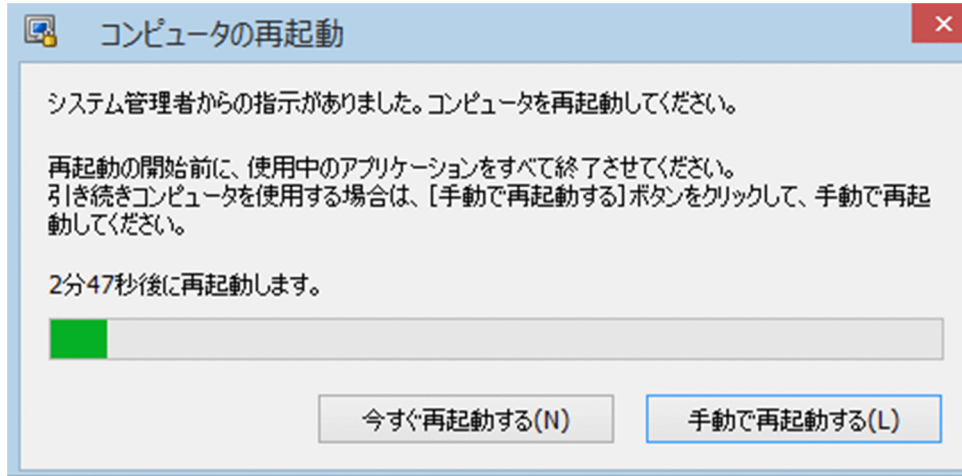 コンピュータの再起動
システム管理者からの指示がありました。コンピュータを再起動してください。
再起動の開始前に、使用中のアプリケーションをすべて終了させてください。
引き続きコンピュータを使用する場合は、[手動で再起動する]ボタンをクリックして、手動で再起
動してください。
2分47秒後に再起動します。
今すぐ再起動する(N)
手動で再起動する(L)